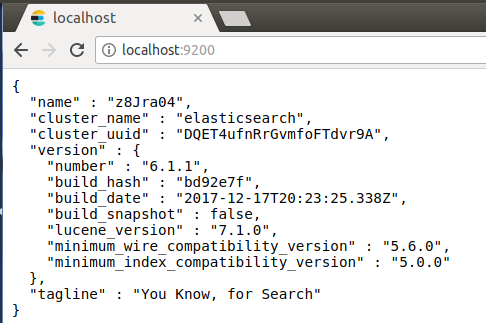 localhost
localhost:9200
{
  "name" : "z8Jra04",
  "cluster_name" : "elasticsearch",
  "cluster_uuid" : "DQET4ufnRrGvmfoFTdvr9A",
  "version" : {
    "number" : "6.1.1",
    "build_hash" : "bd92e7f",
    "build_date" : "2017-12-17T20:23:25.338Z",
    "build_snapshot" : false,
    "lucene_version" : "7.1.0",
    "minimum_wire_compatibility_version" : "5.6.0",
    "minimum_index_compatibility_version" : "5.0.0"
  },
  "tagline" : "You Know, for Search"
}